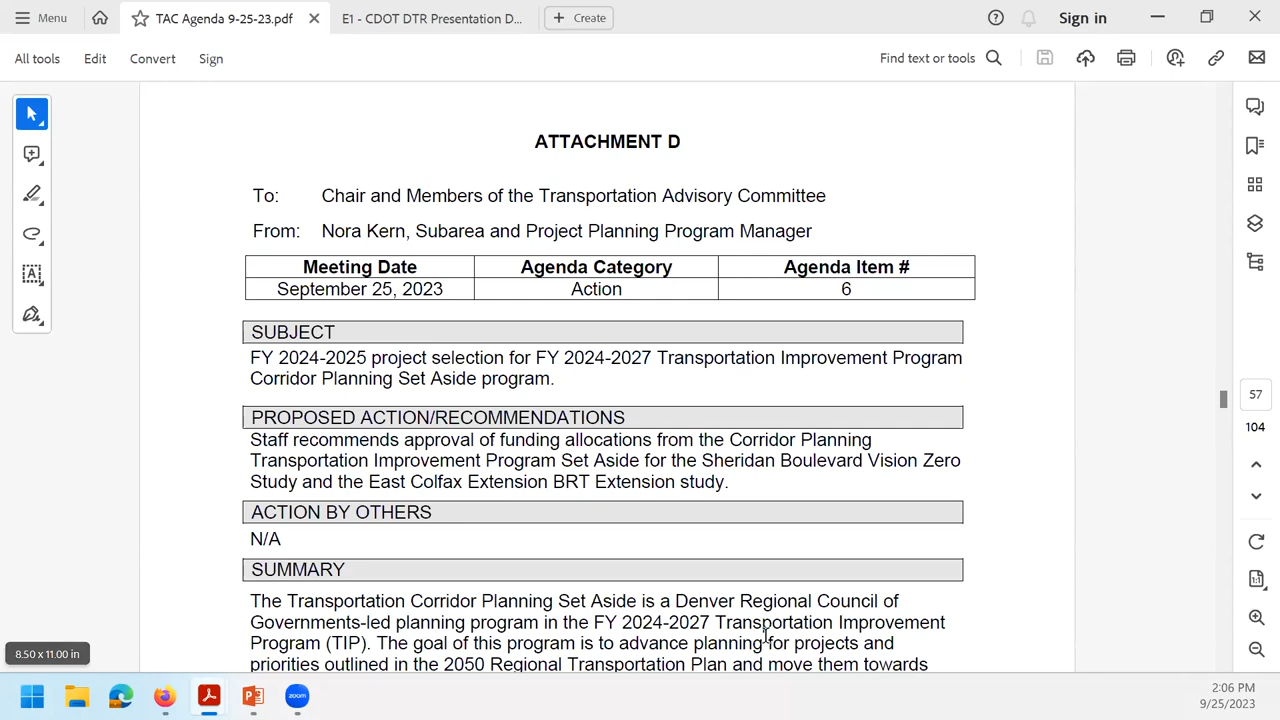 Menu
TAC Agenda 9-25-23.pdf
E1 - CDOT DTR Presentation D...
Create
Sign in
All tools
Edit
Convert
Sign
Find text or tools
ATTACHMENT D
To: Chair and Members of the Transportation Advisory Committee
From: Nora Kern, Subarea and Project Planning Program Manager
Meeting Date Agenda Category Agenda Item #
September 25, 2023 Action 6
SUBJECT
FY 2024-2025 project selection for FY 2024-2027 Transportation Improvement Program
Corridor Planning Set Aside program.
PROPOSED ACTION/RECOMMENDATIONS
Staff recommends approval of funding allocations from the Corridor Planning
Transportation Improvement Program Set Aside for the Sheridan Boulevard Vision Zero
Study and the East Colfax Extension BRT Extension study.
ACTION BY OTHERS
N/A
SUMMARY
The Transportation Corridor Planning Set Aside is a Denver Regional Council of
Governments-led planning program in the FY 2024-2027 Transportation Improvement
Program (TIP). The goal of this program is to advance planning for projects and
priorities outlined in the 2050 Regional Transportation Plan and move them towards
57
104
1:1
8.50 x 11.00 in
zoom
2:06 PM
9/25/2023